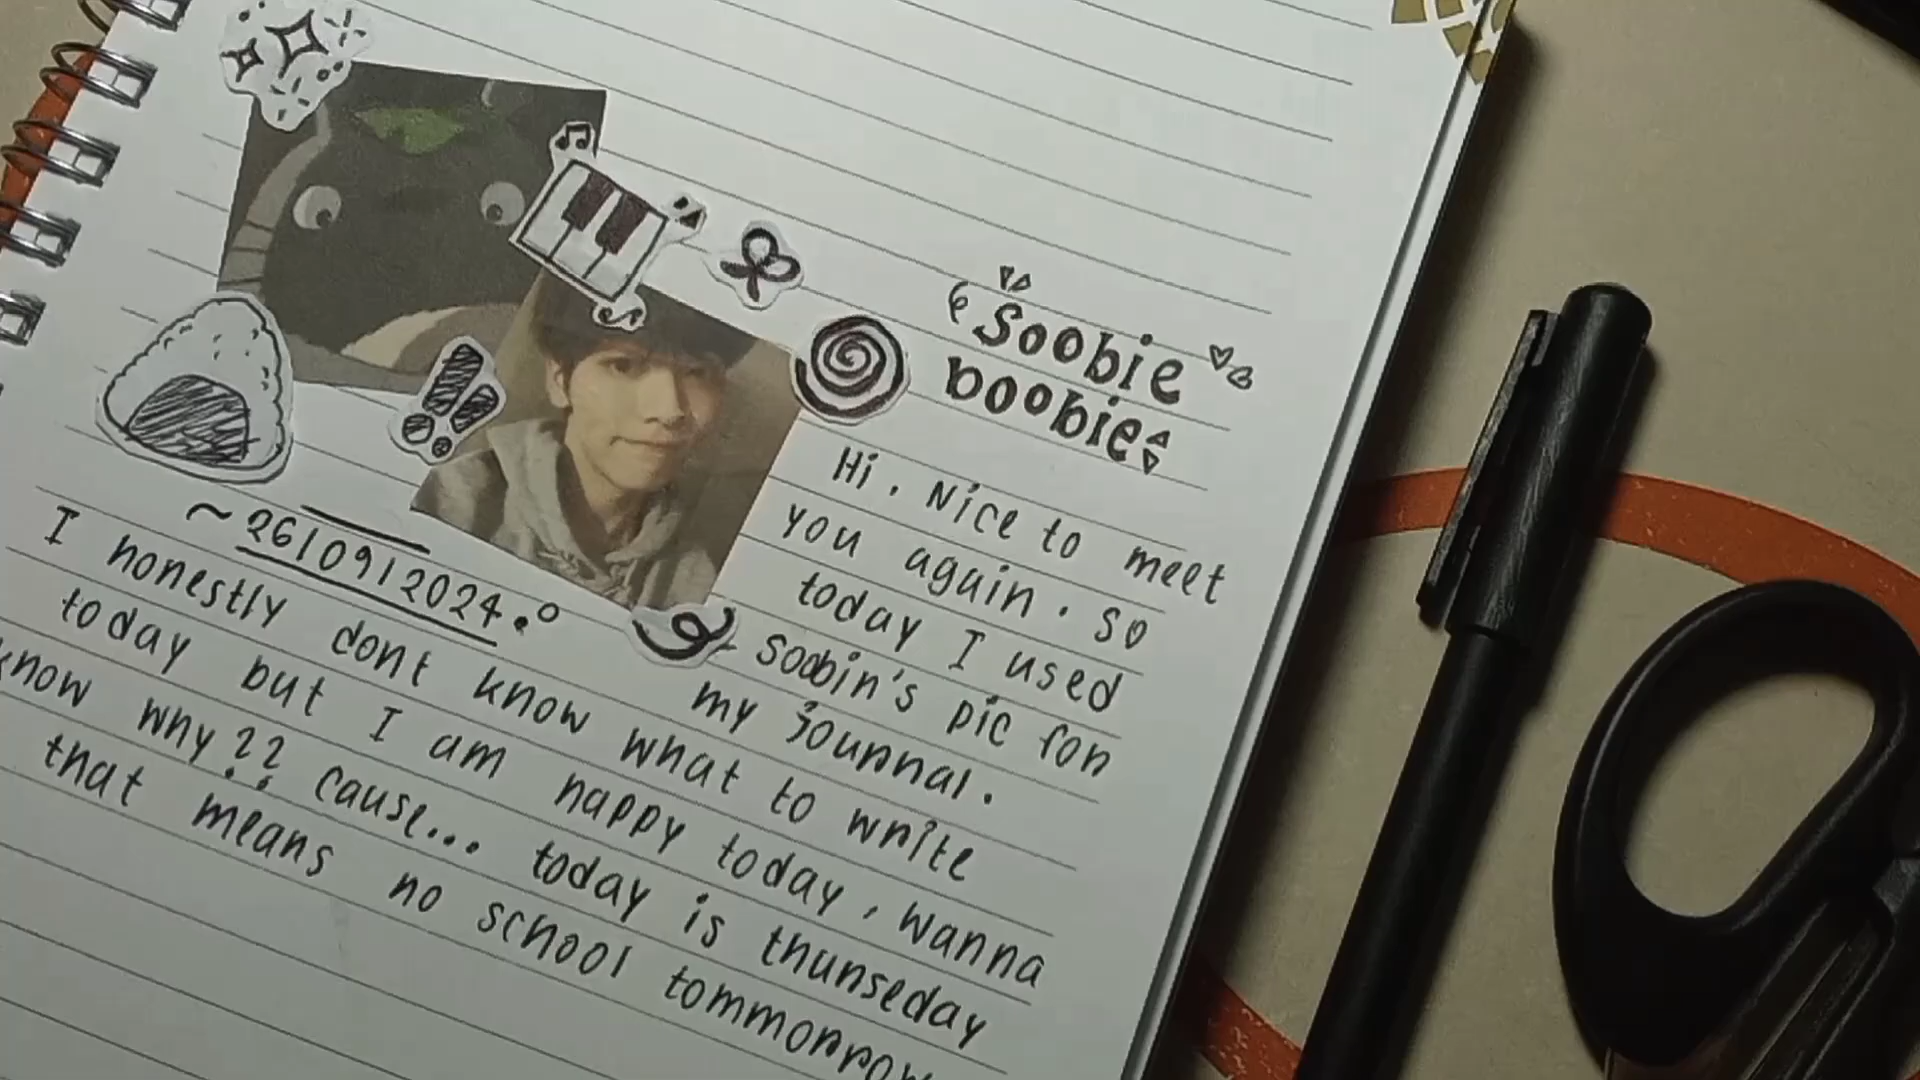 Soobie
boobie
Hi. Nice to meet
you again. so
today I used
soobin's pic for
my journal.
~26/09/2024.
I honestly dont know what to write
today but I am happy today, wanna
know why?? cause... today is thurseday
that means no school tommorrow